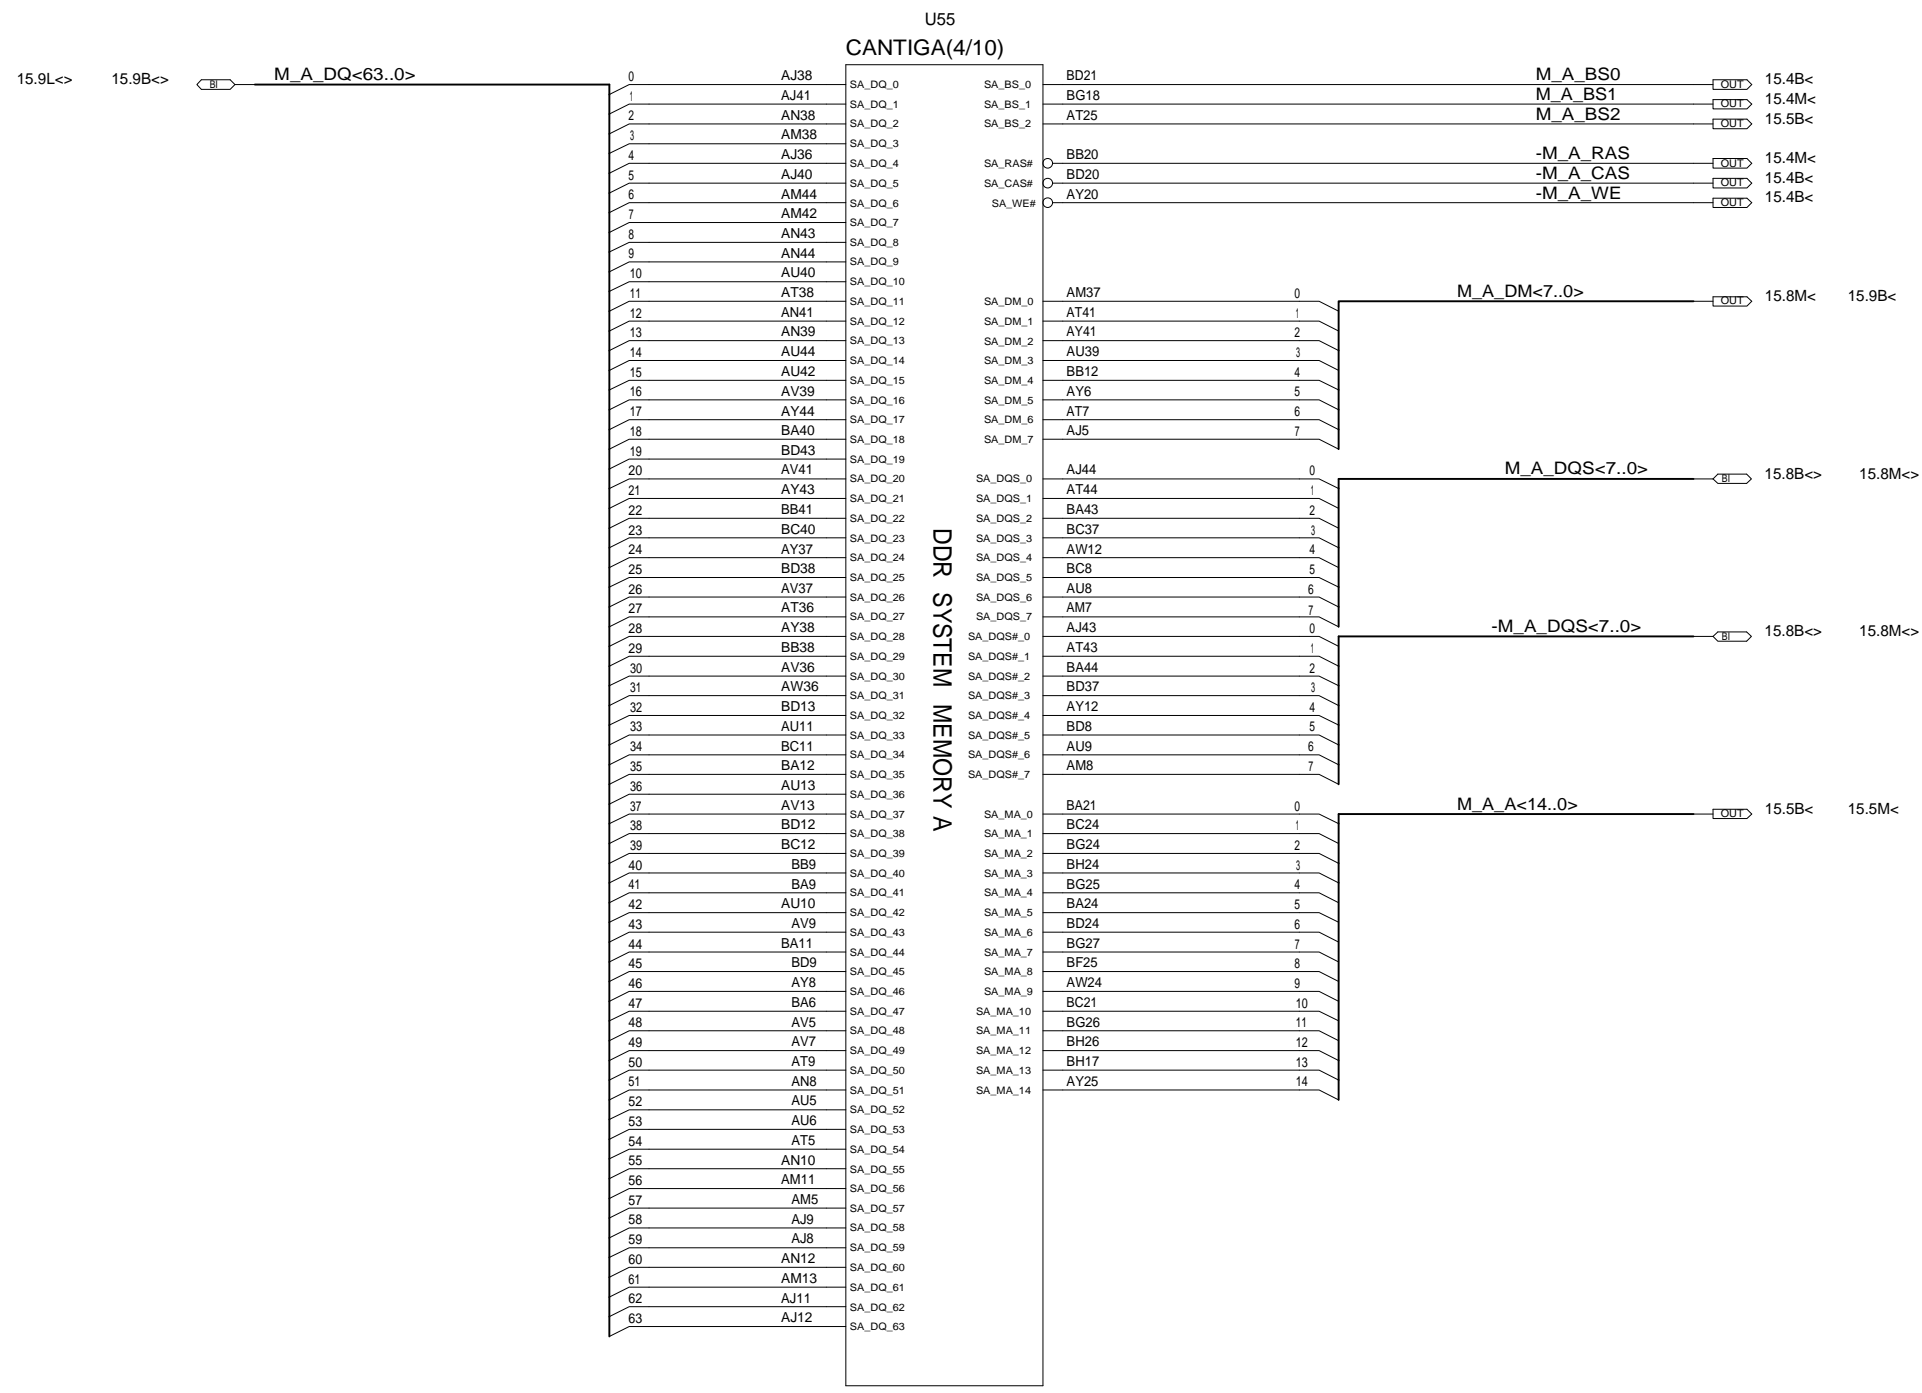 U55
CANTIGA(4/10)
15.9L<> 15.9B<> BI M_A_DQ<63..0>
0 AJ38 SA_DQ_0
1 AJ41 SA_DQ_1
2 AN38 SA_DQ_2
3 AM38 SA_DQ_3
4 AJ36 SA_DQ_4
5 AJ40 SA_DQ_5
6 AM44 SA_DQ_6
7 AM42 SA_DQ_7
8 AN43 SA_DQ_8
9 AN44 SA_DQ_9
10 AU40 SA_DQ_10
11 AT38 SA_DQ_11
12 AN41 SA_DQ_12
13 AN39 SA_DQ_13
14 AU44 SA_DQ_14
15 AU42 SA_DQ_15
16 AV39 SA_DQ_16
17 AY44 SA_DQ_17
18 BA40 SA_DQ_18
19 BD43 SA_DQ_19
20 AV41 SA_DQ_20
21 AY43 SA_DQ_21
22 BB41 SA_DQ_22
23 BC40 SA_DQ_23
24 AY37 SA_DQ_24
25 BD38 SA_DQ_25
26 AV37 SA_DQ_26
27 AT36 SA_DQ_27
28 AY38 SA_DQ_28
29 BB38 SA_DQ_29
30 AV36 SA_DQ_30
31 AW36 SA_DQ_31
32 BD13 SA_DQ_32
33 AU11 SA_DQ_33
34 BC11 SA_DQ_34
35 BA12 SA_DQ_35
36 AU13 SA_DQ_36
37 AV13 SA_DQ_37
38 BD12 SA_DQ_38
39 BC12 SA_DQ_39
40 BB9 SA_DQ_40
41 BA9 SA_DQ_41
42 AU10 SA_DQ_42
43 AV9 SA_DQ_43
44 BA11 SA_DQ_44
45 BD9 SA_DQ_45
46 AY8 SA_DQ_46
47 BA6 SA_DQ_47
48 AV5 SA_DQ_48
49 AV7 SA_DQ_49
50 AT9 SA_DQ_50
51 AN8 SA_DQ_51
52 AU5 SA_DQ_52
53 AU6 SA_DQ_53
54 AT5 SA_DQ_54
55 AN10 SA_DQ_55
56 AM11 SA_DQ_56
57 AM5 SA_DQ_57
58 AJ9 SA_DQ_58
59 AJ8 SA_DQ_59
60 AN12 SA_DQ_60
61 AM13 SA_DQ_61
62 AJ11 SA_DQ_62
63 AJ12 SA_DQ_63
DDR SYSTEM MEMORY A
SA_BS_0 BD21 M_A_BS0 OUT 15.4B<
SA_BS_1 BG18 M_A_BS1 OUT 15.4M<
SA_BS_2 AT25 M_A_BS2 OUT 15.5B<
SA_RAS# BB20 -M_A_RAS OUT 15.4M<
SA_CAS# BD20 -M_A_CAS OUT 15.4B<
SA_WE# AY20 -M_A_WE OUT 15.4B<
SA_DM_0 AM37 0 M_A_DM<7..0> OUT 15.8M< 15.9B<
SA_DM_1 AT41 1
SA_DM_2 AY41 2
SA_DM_3 AU39 3
SA_DM_4 BB12 4
SA_DM_5 AY6 5
SA_DM_6 AT7 6
SA_DM_7 AJ5 7
SA_DQS_0 AJ44 0 M_A_DQS<7..0> BI 15.8B<> 15.8M<>
SA_DQS_1 AT44 1
SA_DQS_2 BA43 2
SA_DQS_3 BC37 3
SA_DQS_4 AW12 4
SA_DQS_5 BC8 5
SA_DQS_6 AU8 6
SA_DQS_7 AM7 7
SA_DQS#_0 AJ43 0 -M_A_DQS<7..0> BI 15.8B<> 15.8M<>
SA_DQS#_1 AT43 1
SA_DQS#_2 BA44 2
SA_DQS#_3 BD37 3
SA_DQS#_4 AY12 4
SA_DQS#_5 BD8 5
SA_DQS#_6 AU9 6
SA_DQS#_7 AM8 7
SA_MA_0 BA21 0 M_A_A<14..0> OUT 15.5B< 15.5M<
SA_MA_1 BC24 1
SA_MA_2 BG24 2
SA_MA_3 BH24 3
SA_MA_4 BG25 4
SA_MA_5 BA24 5
SA_MA_6 BD24 6
SA_MA_7 BG27 7
SA_MA_8 BF25 8
SA_MA_9 AW24 9
SA_MA_10 BC21 10
SA_MA_11 BG26 11
SA_MA_12 BH26 12
SA_MA_13 BH17 13
SA_MA_14 AY25 14